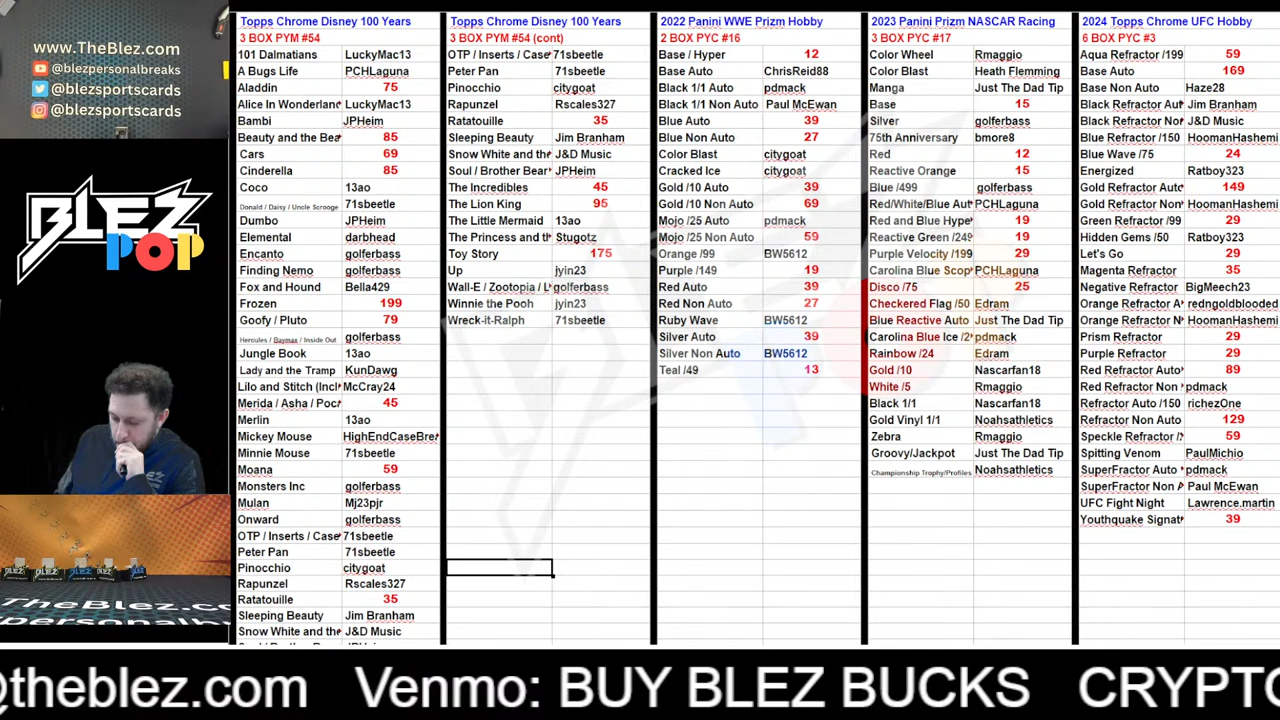 www.TheBlez.com
@blezpersonalbreaks
@blezsportscards
BLEZ
POP
TheBlez.co
Topps Chrome Disney 100 Years
3 BOX PYM #54
101 Dalmatians LuckyMac13
A Bugs Life PCHLaguna
Aladdin 75
Alice In Wonderlan LuckyMac13
Bambi JPHeim
Beauty and the Bea 85
Cars 69
Cinderella 85
Coco 13ao
Donald / Daisy / Uncle Scrooge 71sbeetle
Dumbo JPHeim
Elemental darbhead
Encanto golferbass
Finding Nemo golferbass
Fox and Hound Bella429
Frozen 199
Goofy / Pluto 79
Hercules / Baymax / Inside Out golferbass
Jungle Book 13ao
Lady and the Tramp KunDawg
Lilo and Stitch (Incl McCray24
Merida / Asha / Poc 45
Merlin 13ao
Mickey Mouse HighEndCaseBre
Minnie Mouse 71sbeetle
Moana 59
Monsters Inc golferbass
Mulan Mj23pjr
Onward golferbass
OTP / Inserts / Case 71sbeetle
Peter Pan 71sbeetle
Pinocchio citygoat
Rapunzel Rscales327
Ratatouille 35
Sleeping Beauty Jim Branham
Snow White and the J&D Music
Topps Chrome Disney 100 Years
3 BOX PYM #54 (cont)
OTP / Inserts / Case 71sbeetle
Peter Pan 71sbeetle
Pinocchio citygoat
Rapunzel Rscales327
Ratatouille 35
Sleeping Beauty Jim Branham
Snow White and the J&D Music
Soul / Brother Bear JPHeim
The Incredibles 45
The Lion King 95
The Little Mermaid 13ao
The Princess and th Stugotz
Toy Story 175
Up jyin23
Wall-E / Zootopia / L golferbass
Winnie the Pooh jyin23
Wreck-it-Ralph 71sbeetle
2022 Panini WWE Prizm Hobby
2 BOX PYC #16
Base / Hyper 12
Base Auto ChrisReid88
Black 1/1 Auto pdmack
Black 1/1 Non Auto Paul McEwan
Blue Auto 39
Blue Non Auto 27
Color Blast citygoat
Cracked Ice citygoat
Gold /10 Auto 39
Gold /10 Non Auto 69
Mojo /25 Auto pdmack
Mojo /25 Non Auto 59
Orange /99 BW5612
Purple /149 19
Red Auto 39
Red Non Auto 27
Ruby Wave BW5612
Silver Auto 39
Silver Non Auto BW5612
Teal /49 13
2023 Panini Prizm NASCAR Racing
3 BOX PYC #17
Color Wheel Rmaggio
Color Blast Heath Flemming
Manga Just The Dad Tip
Base 15
Silver golferbass
75th Anniversary bmore8
Red 12
Reactive Orange 15
Blue /499 golferbass
Red/White/Blue Aut PCHLaguna
Red and Blue Hype 19
Reactive Green /249 19
Purple Velocity /199 29
Carolina Blue Scop PCHLaguna
Disco /75 25
Checkered Flag /50 Edram
Blue Reactive Auto Just The Dad Tip
Carolina Blue Ice /2 pdmack
Rainbow /24 Edram
Gold /10 Nascarfan18
White /5 Rmaggio
Black 1/1 Nascarfan18
Gold Vinyl 1/1 Noahsathletics
Zebra Rmaggio
Groovy/Jackpot Just The Dad Tip
Championship Trophy/Profiles Noahsathletics
2024 Topps Chrome UFC Hobby
6 BOX PYC #3
Aqua Refractor /199 59
Base Auto 169
Base Non Auto Haze28
Black Refractor Aut Jim Branham
Black Refractor No J&D Music
Blue Refractor /150 HoomanHashemi
Blue Wave /75 24
Energized Ratboy323
Gold Refractor Auto 149
Gold Refractor Non HoomanHashemi
Green Refractor /99 29
Hidden Gems /50 Ratboy323
Let's Go 29
Magenta Refractor 35
Negative Refractor BigMeech23
Orange Refractor A redngoldblooded
Orange Refractor N HoomanHashemi
Prism Refractor 29
Purple Refractor 29
Red Refractor Auto 89
Red Refractor Non pdmack
Refractor Auto /150 richezOne
Refractor Non Auto 129
Speckle Refractor /2 59
Spitting Venom PaulMichio
SuperFractor Auto pdmack
SuperFractor Non A Paul McEwan
UFC Fight Night Lawrence.martin
Youthquake Signat 39
@theblez.com Venmo: BUY BLEZ BUCKS CRYPTO